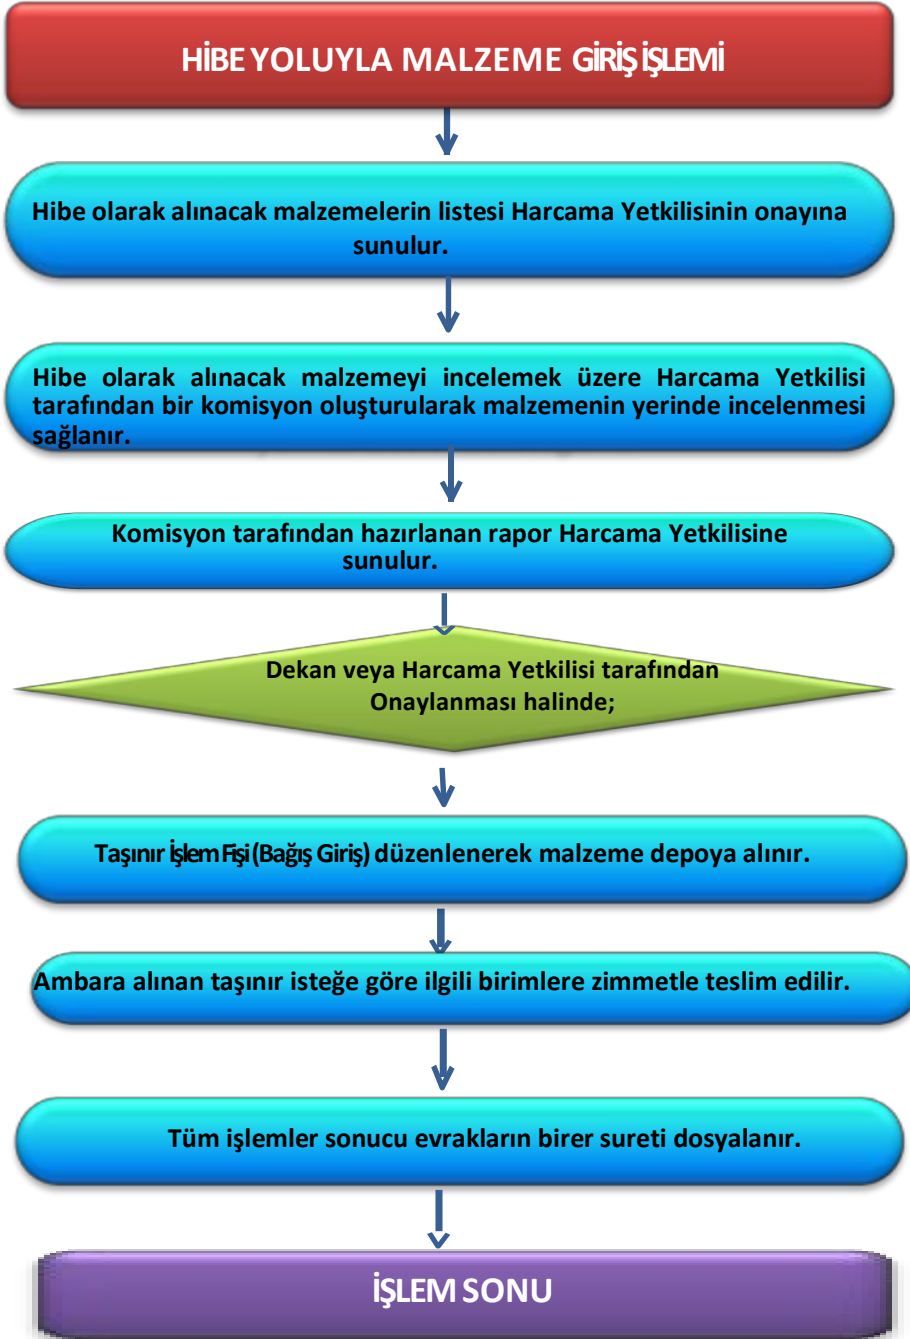 HİBE YOLUYLA MALZEME GİRİŞ İŞLEMİ
Hibe olarak alınacak malzemelerin listesi Harcama Yetkilisinin onayına
sunulur.
Hibe olarak alınacak malzemeyi incelemek üzere Harcama Yetkilisi
tarafından bir komisyon oluşturularak malzemenin yerinde incelenmesi
sağlanır.
Komisyon tarafından hazırlanan rapor Harcama Yetkilisine
sunulur.
Dekan veya Harcama Yetkilisi tarafından
Onaylanması halinde;
Taşınır İşlem Fişi (Bağış Giriş) düzenlenerek malzeme depoya alınır.
Ambara alınan taşınır isteğe göre ilgili birimlere zimmetle teslim edilir.
Tüm işlemler sonucu evrakların birer sureti dosyalanır.
İŞLEM SONU